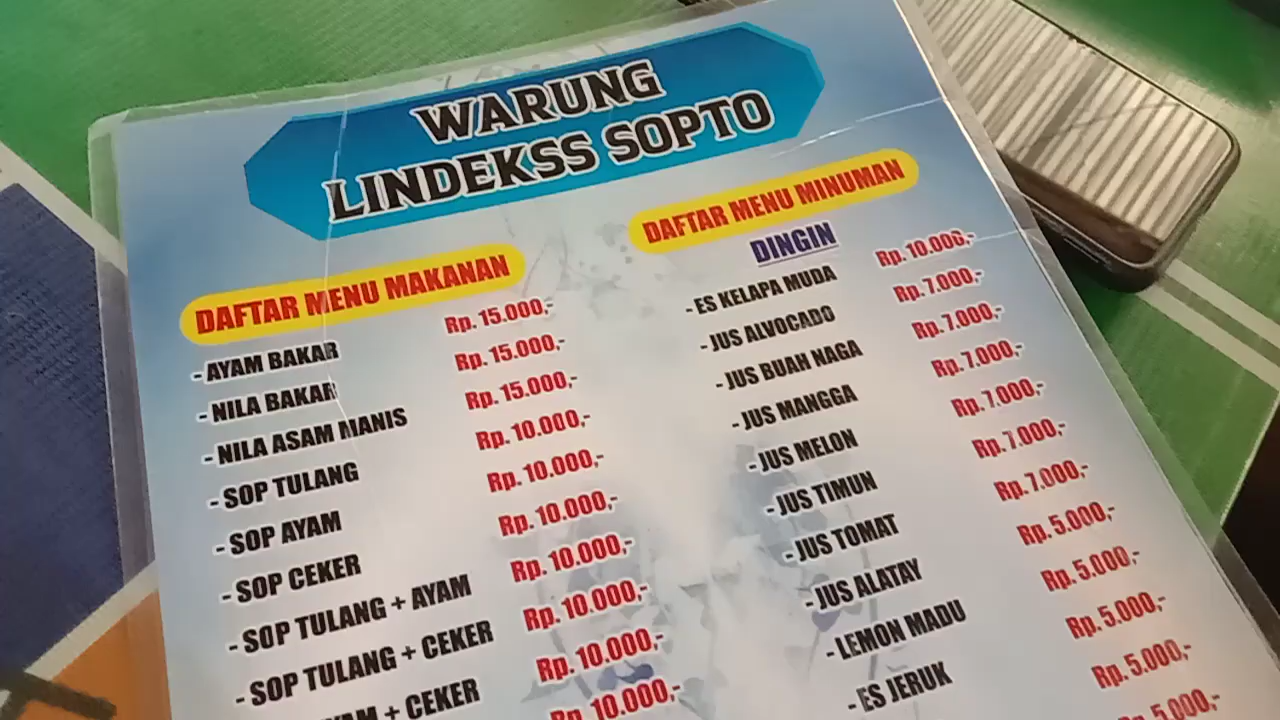 WARUNG
LINDEKSS SOPTO
DAFTAR MENU MAKANAN
- AYAM BAKAR Rp. 15.000,-
- NILA BAKAR Rp. 15.000,-
- NILA ASAM MANIS Rp. 15.000,-
- SOP TULANG Rp. 10.000,-
- SOP AYAM Rp. 10.000,-
- SOP CEKER Rp. 10.000,-
- SOP TULANG + AYAM Rp. 10.000,-
- SOP TULANG + CEKER Rp. 10.000,-
+ CEKER Rp. 10.000,-
Rp. 10.000,-
DAFTAR MENU MINUMAN
DINGIN
- ES KELAPA MUDA Rp. 10.000,-
- JUS ALVOCADO Rp. 7.000,-
- JUS BUAH NAGA Rp. 7.000,-
- JUS MANGGA Rp. 7.000,-
- JUS MELON Rp. 7.000,-
- JUS TIMUN Rp. 7.000,-
- JUS TOMAT Rp. 7.000,-
- JUS ALATAY Rp. 5.000,-
- LEMON MADU Rp. 5.000,-
- ES JERUK Rp. 5.000,-
Rp. 5.000,-
5.000,-